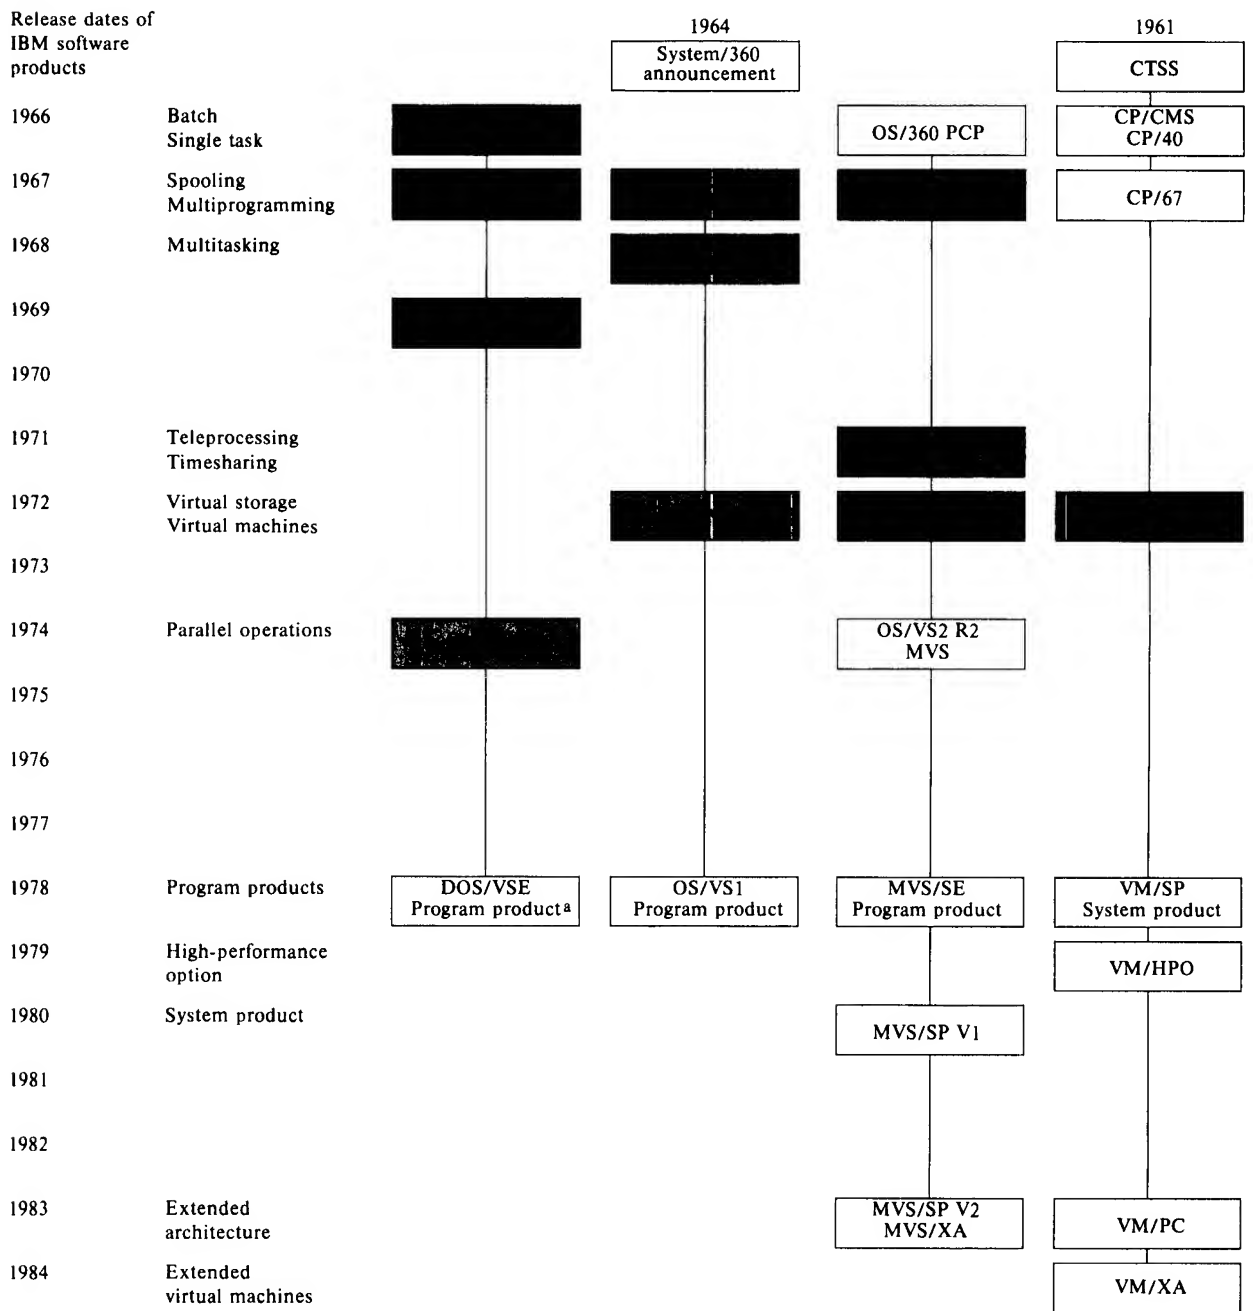 Release dates of
IBM software
products
1964
System/360
announcement
1961
CTSS
1966
Batch
Single task
OS/360 PCP
CP/CMS
CP/40
1967
Spooling
Multiprogramming
CP/67
1968
Multitasking
1969
1970
1971
Teleprocessing
Timesharing
1972
Virtual storage
Virtual machines
1973
1974
Parallel operations
OS/VS2 R2
MVS
1975
1976
1977
1978
Program products
DOS/VSE
Program productᵃ
OS/VS1
Program product
MVS/SE
Program product
VM/SP
System product
1979
High-performance
option
VM/HPO
1980
System product
MVS/SP V1
1981
1982
1983
Extended
architecture
MVS/SP V2
MVS/XA
VM/PC
1984
Extended
virtual machines
VM/XA